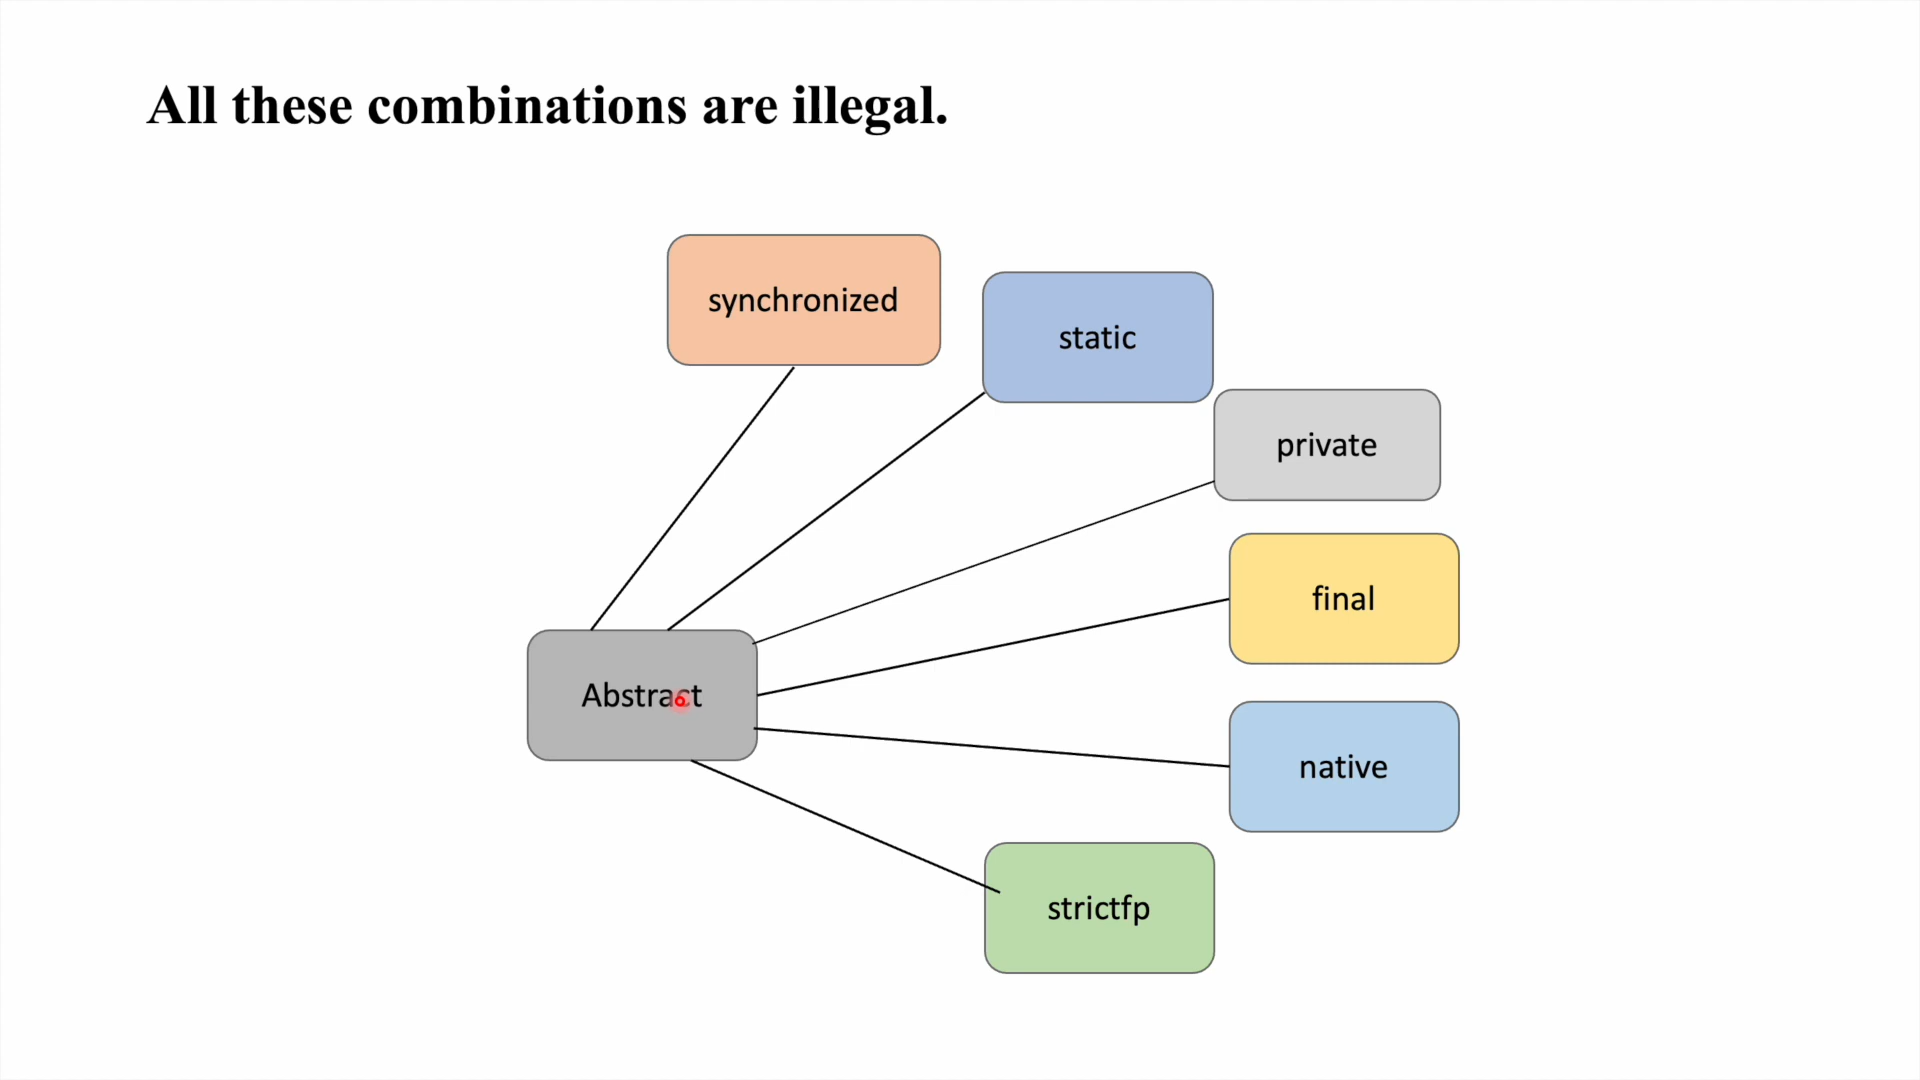 All these combinations are illegal.
synchronized
static
private
final
Abstract
native
strictfp